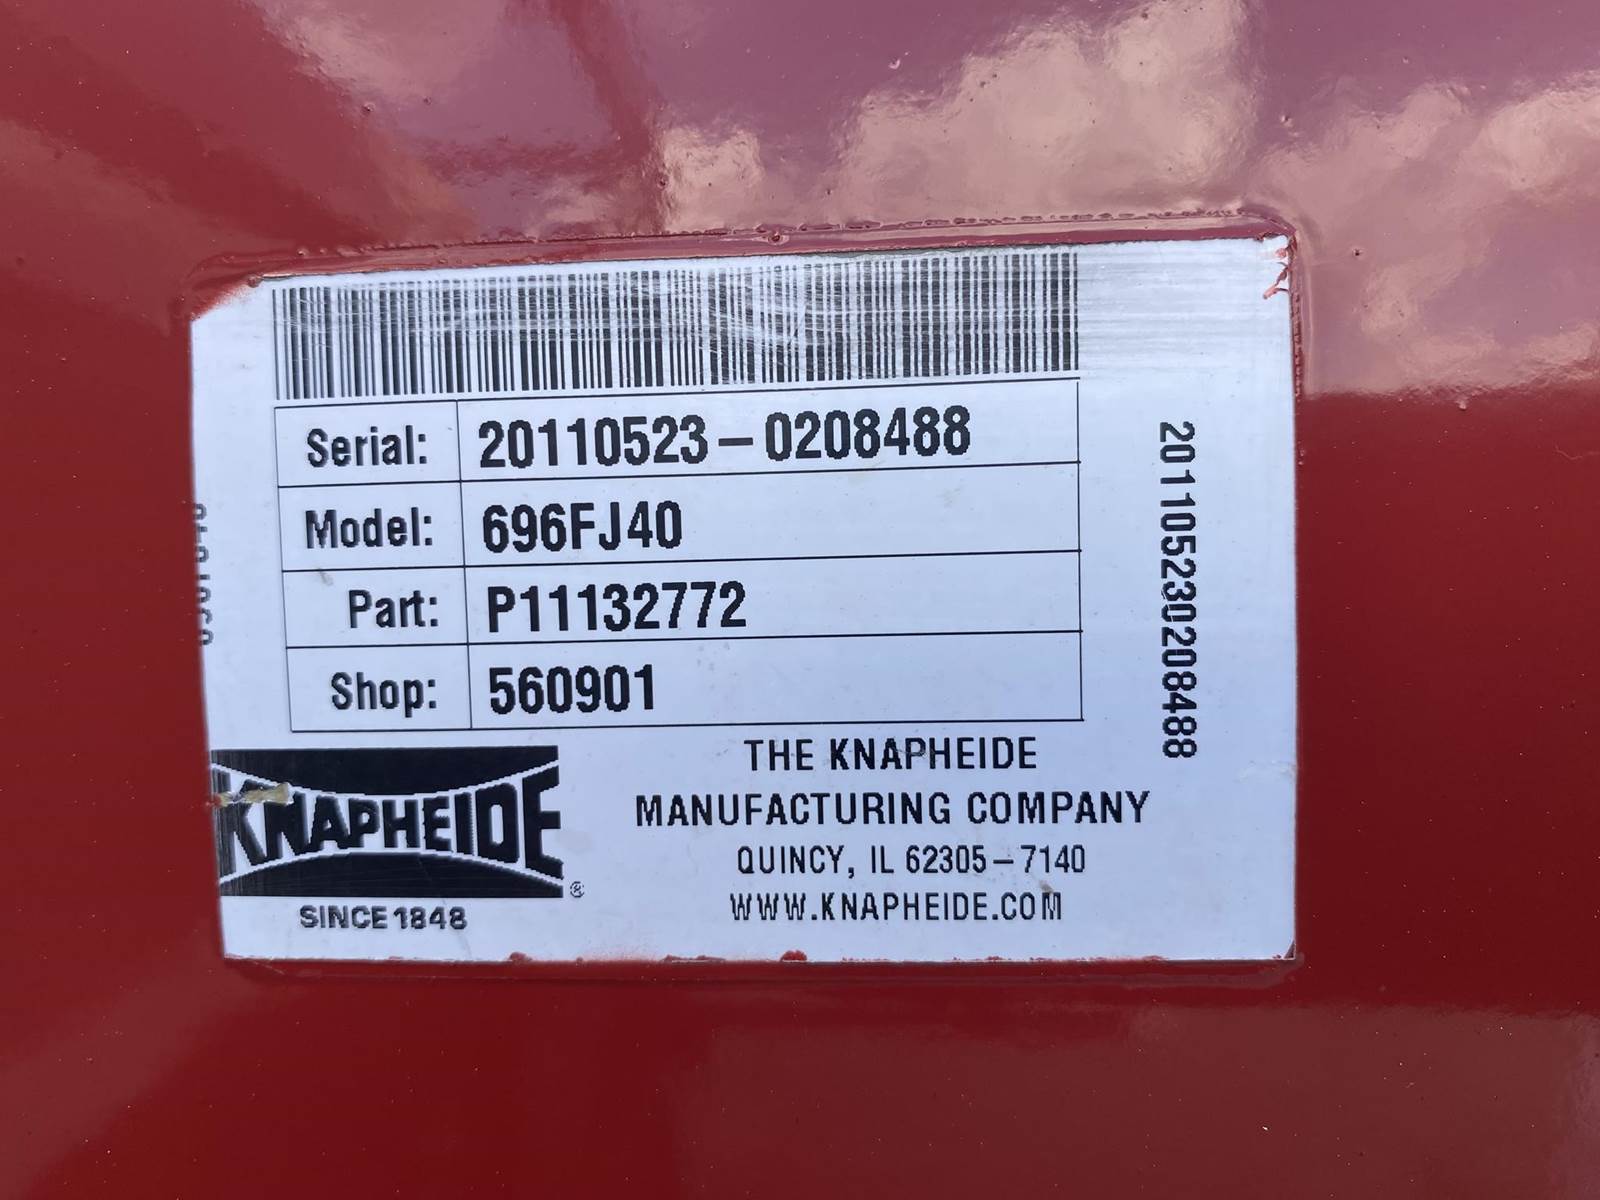 Serial: 20110523-0208488
Model: 696FJ40
Part: P11132772
Shop: 560901
201105230208488
KNAPHEIDE®
SINCE 1848
THE KNAPHEIDE
MANUFACTURING COMPANY
QUINCY, IL 62305-7140
WWW.KNAPHEIDE.COM